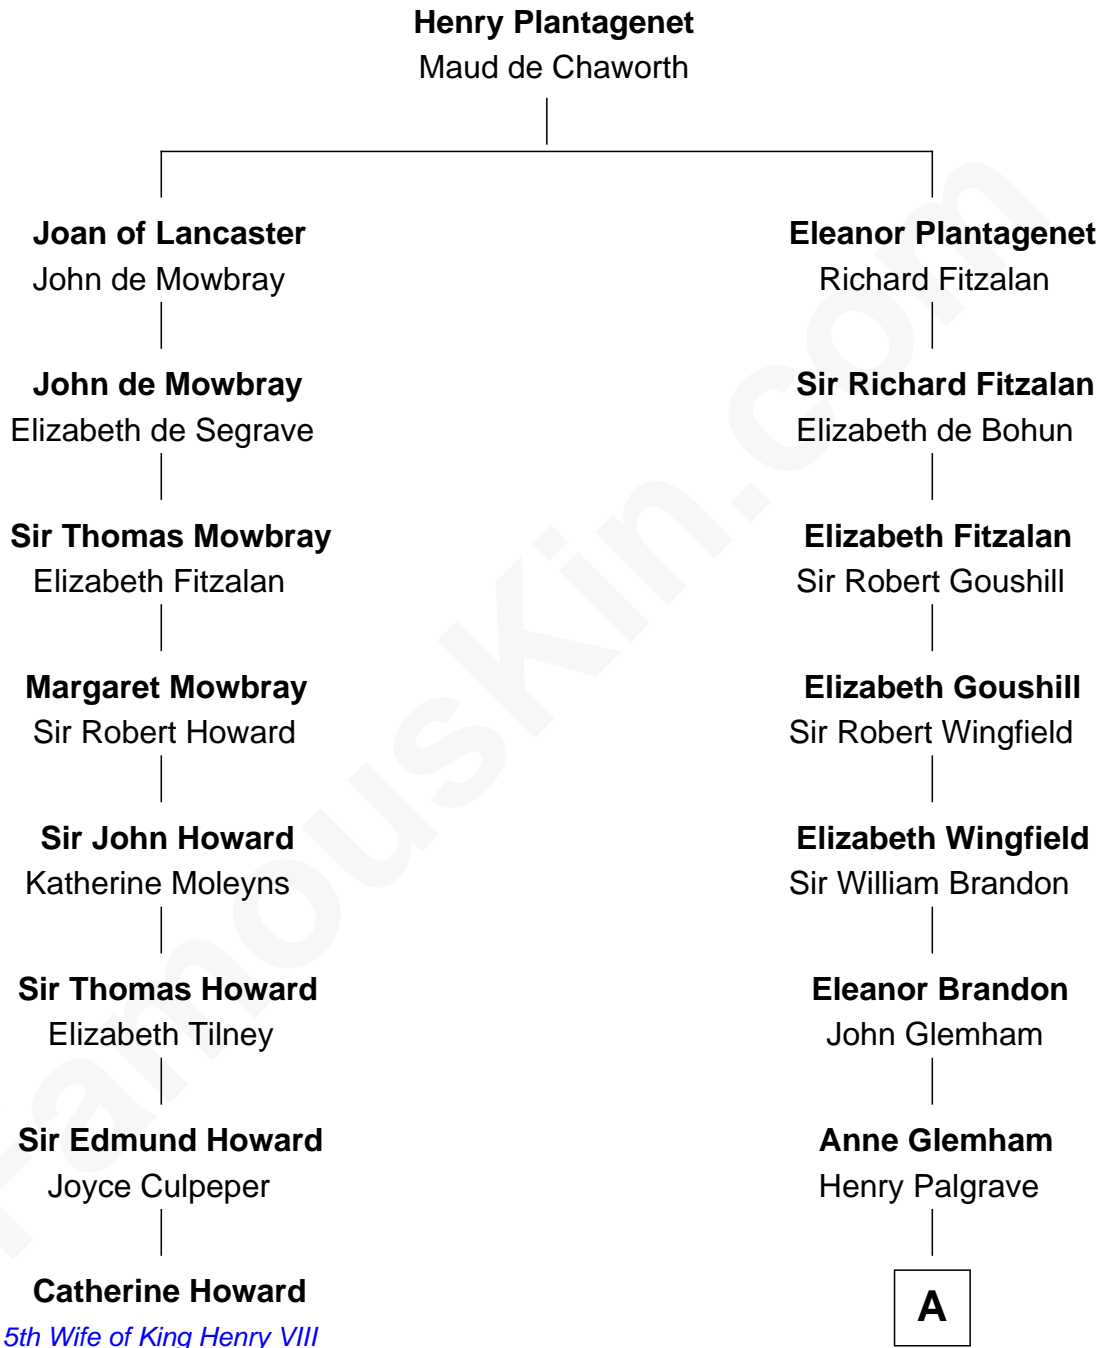 Henry Plantagenet
Maud de Chaworth
Joan of Lancaster
John de Mowbray
Eleanor Plantagenet
Richard Fitzalan
John de Mowbray
Elizabeth de Segrave
Sir Richard Fitzalan
Elizabeth de Bohun
Sir Thomas Mowbray
Elizabeth Fitzalan
Elizabeth Fitzalan
Sir Robert Goushill
Margaret Mowbray
Sir Robert Howard
Elizabeth Goushill
Sir Robert Wingfield
Sir John Howard
Katherine Moleyns
Elizabeth Wingfield
Sir William Brandon
Sir Thomas Howard
Elizabeth Tilney
Eleanor Brandon
John Glemham
Sir Edmund Howard
Joyce Culpeper
Anne Glemham
Henry Palgrave
Catherine Howard
5th Wife of King Henry VIII
A
FamousKin.com